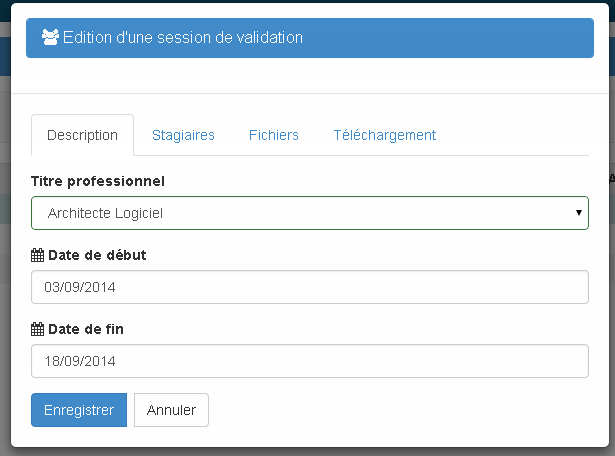 Edition d'une session de validation
Description Stagiaires Fichiers Téléchargement
Titre professionnel
Architecte Logiciel
Date de début
03/09/2014
Date de fin
18/09/2014
Enregistrer Annuler